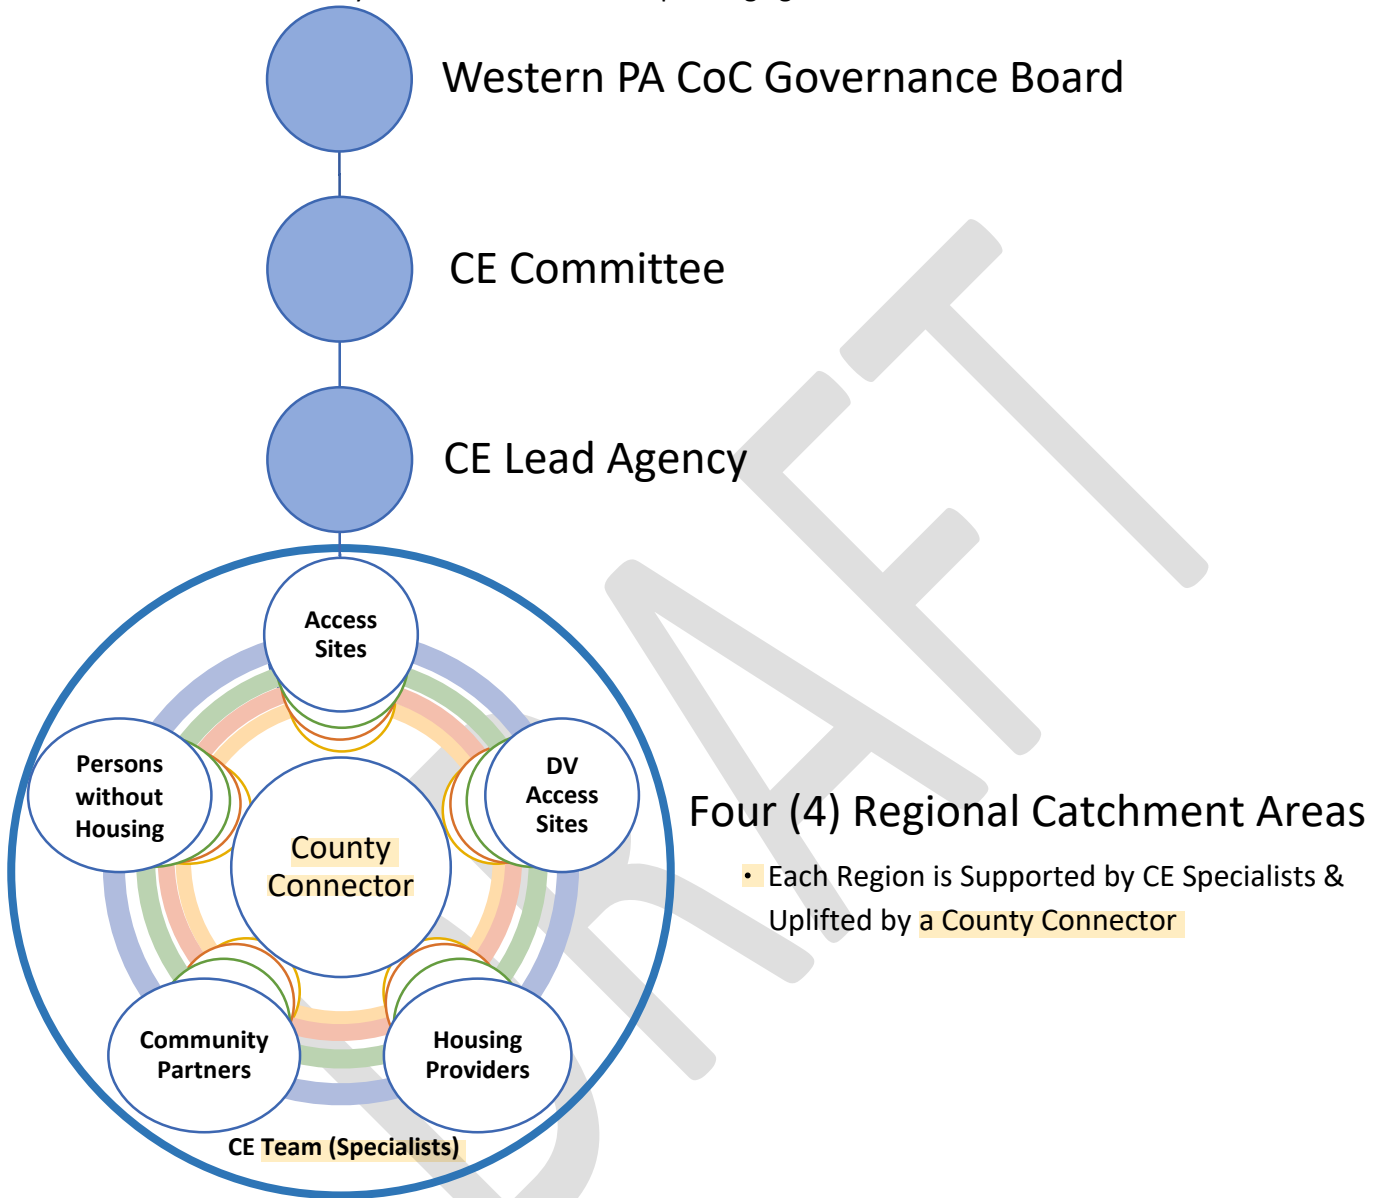 Western PA CoC Governance Board
CE Committee
CE Lead Agency
Access
Sites
Persons
without
Housing
DV
Access
Sites
County
Connector
Four (4) Regional Catchment Areas
· Each Region is Supported by CE Specialists &
Uplifted by a County Connector
Community
Partners
Housing
Providers
CE Team (Specialists)
DRAFT